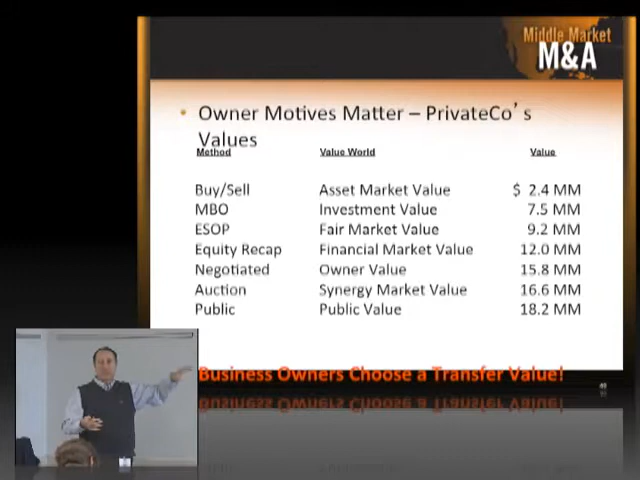 Middle Market
M&A
• Owner Motives Matter – PrivateCo's
Values
Method Value World Value
Buy/Sell Asset Market Value $ 2.4 MM
MBO Investment Value 7.5 MM
ESOP Fair Market Value 9.2 MM
Equity Recap Financial Market Value 12.0 MM
Negotiated Owner Value 15.8 MM
Auction Synergy Market Value 16.6 MM
Public Public Value 18.2 MM
Business Owners Choose a Transfer Value!